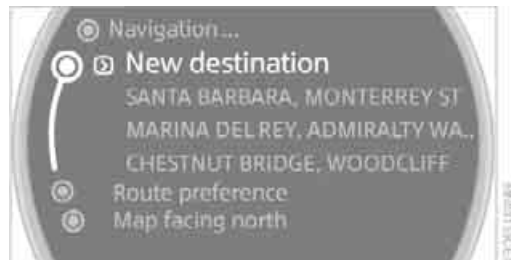 Navigation...
New destination
SANTA BARBARA, MONTERREY ST
MARINA DEL REY, ADMIRALTY WA..
CHESTNUT BRIDGE, WOODCLIFF
Route preference
Map facing north